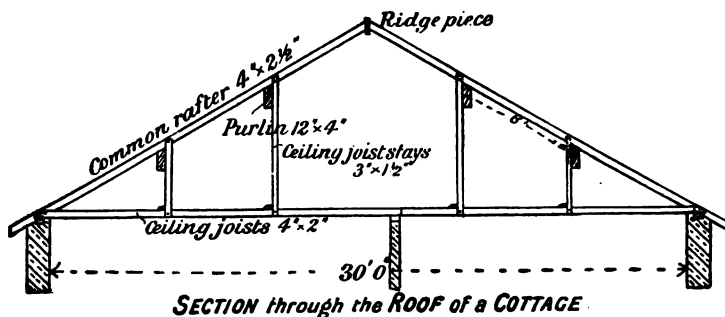 Ridge piece
Common rafter 4"× 2½"
Purlin 12"× 4"
6'
Ceiling joist stays
3"× 1½"
Ceiling joists 4"× 2"
30' 0"
SECTION through the ROOF of a COTTAGE